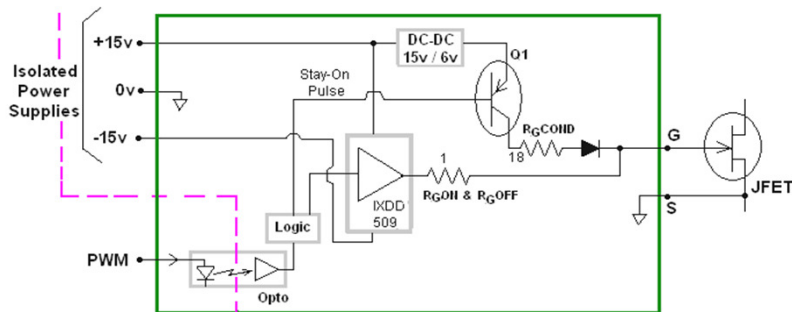 +15v
DC-DC
15v / 6v
Q1
Isolated
Power
Supplies
0v
Stay-On
Pulse
-15v
RGCOND
18
G
1
RGON & RGOFF
IXDD
509
Logic
S
JFET
PWM
Opto